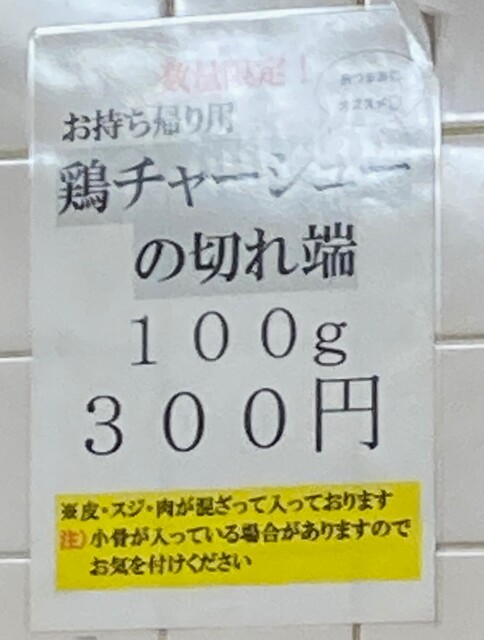 数量限定！
おつまみに
オススメ
お持ち帰り用
鶏チャーシュー
の切れ端
１００g
３００円
※皮・スジ・肉が混ざって入っております
注）小骨が入っている場合がありますので
お気を付けください